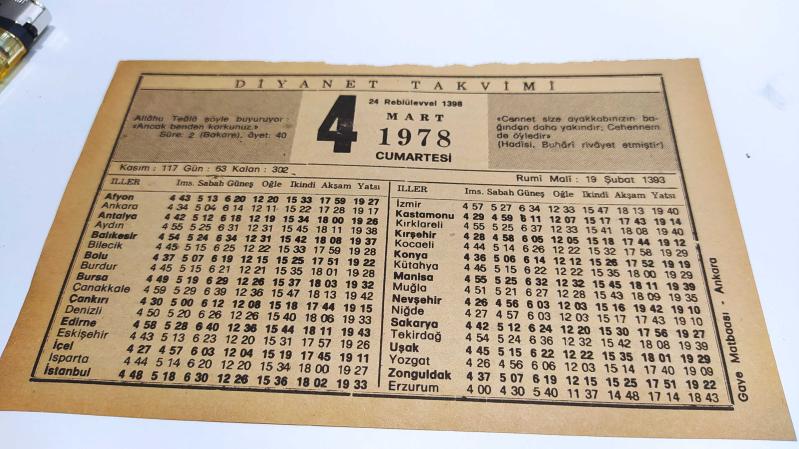 DİYANET TAKVİMİ
Allâhu Teâlâ şöyle buyuruyor:
«Ancak benden korkunuz.»
Sûre: 2 (Bakare), âyet: 40
4
24 Rebiülevvel 1398
MART
1978
CUMARTESİ
«Cennet size ayakkabınızın ba-
ğından daha yakındır; Cehennem
de öyledir»
(Hadîsi, Buhârî rivâyet etmiştir)
Kasım : 117 Gün : 63 Kalan : 302
Rumi Mali : 19 Şubat 1393
İLLER İms. Sabah Güneş Öğle İkindi Akşam Yatsı
Afyon 4 43 5 13 6 20 12 20 15 33 17 59 19 27
Ankara 4 34 5 04 6 14 12 11 15 22 17 28 19 17
Antalya 4 42 5 12 6 18 12 19 15 34 18 00 19 26
Aydın 4 55 5 25 6 31 12 31 15 45 18 11 19 38
Balıkesir 4 54 5 24 6 34 12 31 15 42 18 08 19 37
Bilecik 4 45 5 15 6 25 12 22 15 33 17 59 19 28
Bolu 4 37 5 07 6 19 12 15 15 25 17 51 19 22
Burdur 4 45 5 15 6 21 12 21 15 35 18 01 19 28
Bursa 4 49 5 19 6 29 12 26 15 37 18 03 19 32
Çanakkale 4 59 5 29 6 39 12 36 15 47 18 13 19 42
Çankırı 4 30 5 00 6 12 12 08 15 18 17 44 19 15
Denizli 4 50 5 20 6 26 12 26 15 40 18 06 19 33
Edirne 4 58 5 28 6 40 12 36 15 44 18 11 19 43
Eskişehir 4 43 5 13 6 23 12 20 15 31 17 57 19 26
İçel 4 27 4 57 6 03 12 04 15 19 17 45 19 11
Isparta 4 44 5 14 6 20 12 20 15 34 18 00 19 27
İstanbul 4 48 5 18 6 30 12 26 15 36 18 02 19 33
İLLER İms. Sabah Güneş Öğle İkindi Akşam Yatsı
İzmir 4 57 5 27 6 34 12 33 15 47 18 13 19 40
Kastamonu 4 29 4 59 6 11 12 07 15 17 17 43 19 14
Kırklareli 4 55 5 25 6 37 12 33 15 41 18 08 19 40
Kırşehir 4 28 4 58 6 05 12 05 15 18 17 44 19 12
Kocaeli 4 44 5 14 6 26 12 22 15 32 17 58 19 29
Konya 4 36 5 06 6 14 12 12 15 26 17 52 19 19
Kütahya 4 45 5 15 6 22 12 22 15 35 18 00 19 29
Manisa 4 55 5 25 6 32 12 32 15 45 18 11 19 39
Muğla 4 51 5 21 6 27 12 28 15 43 18 09 19 35
Nevşehir 4 26 4 56 6 03 12 03 15 16 19 42 19 10
Niğde 4 27 4 57 6 03 12 03 15 17 17 43 19 10
Sakarya 4 42 5 12 6 24 12 20 15 30 17 56 19 27
Tekirdağ 4 54 5 24 6 36 12 32 15 42 18 08 19 39
Uşak 4 45 5 15 6 22 12 22 15 35 18 01 19 29
Yozgat 4 26 4 56 6 06 12 03 15 14 17 40 19 09
Zonguldak 4 37 5 07 6 19 12 15 15 25 17 51 19 22
Erzurum 4 00 4 30 5 40 11 37 14 48 17 14 18 43
Gaye Matbaası - Ankara